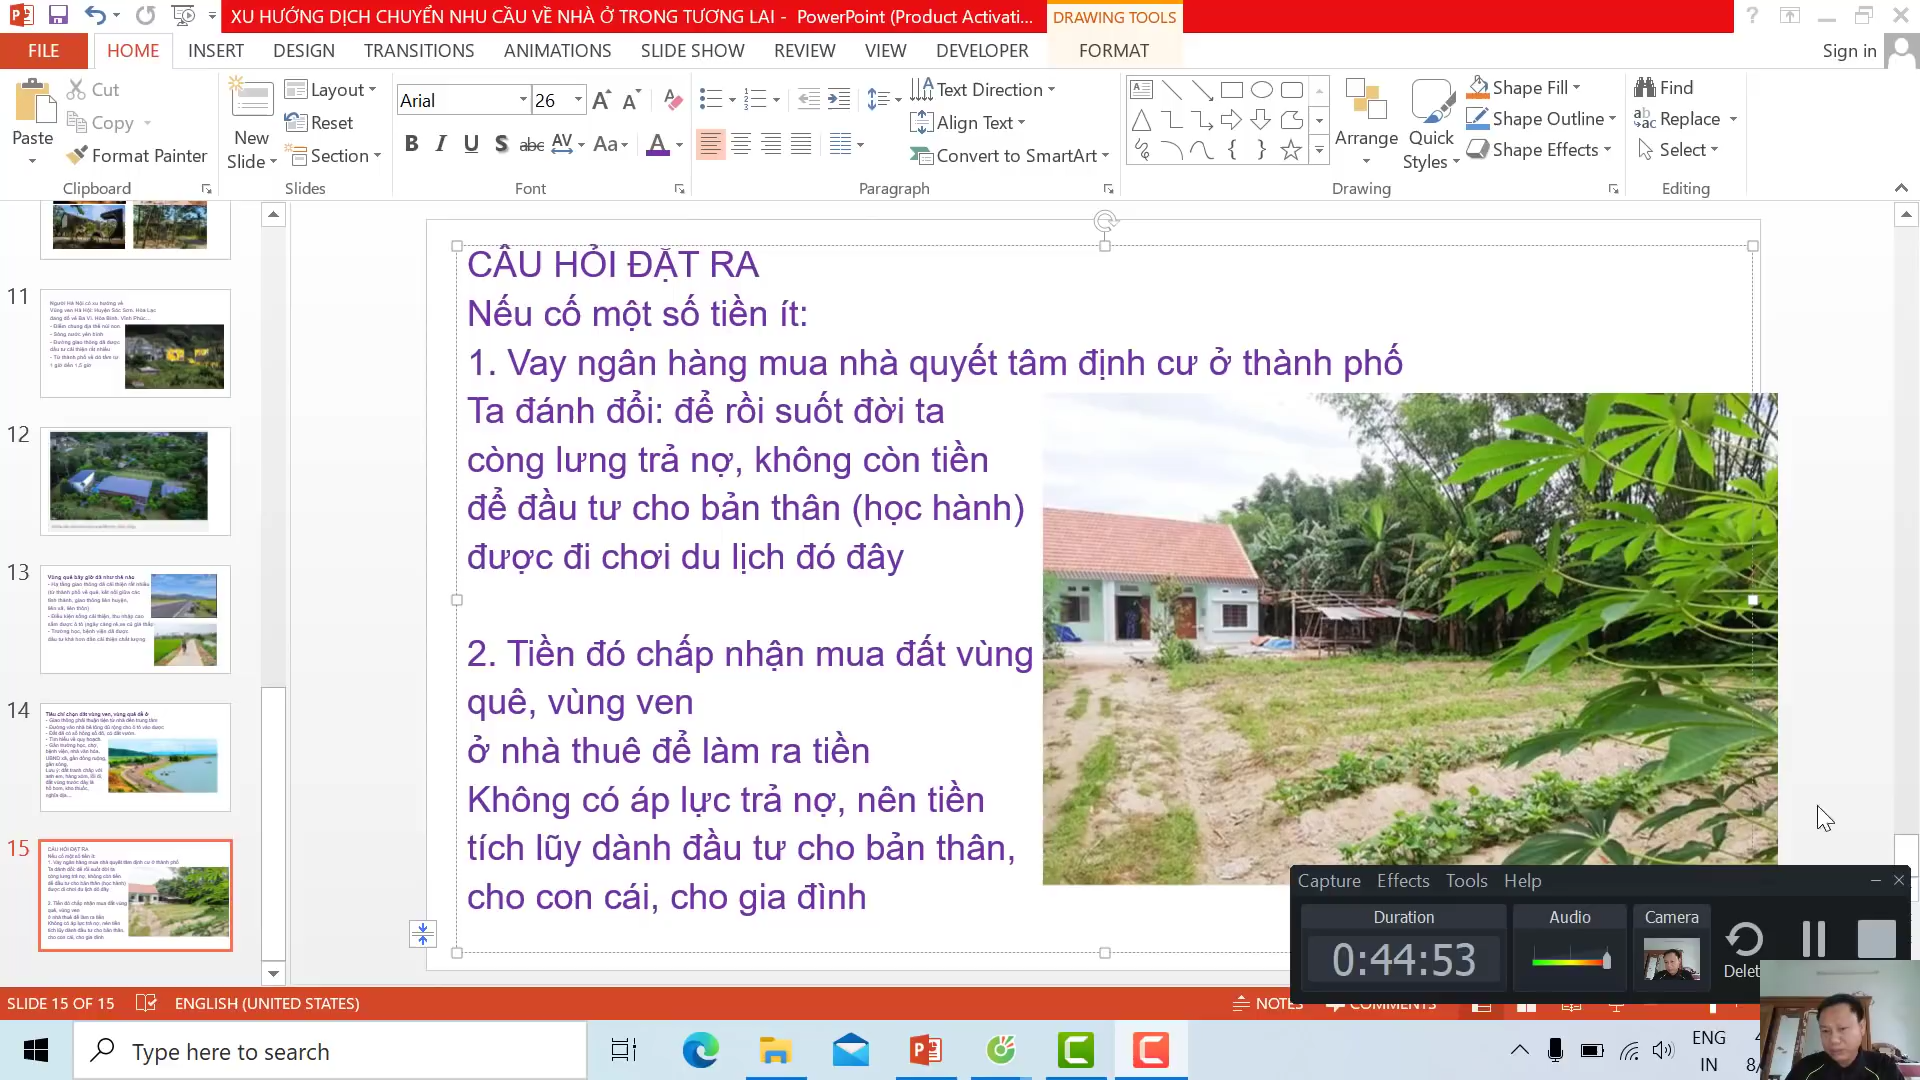 XU HƯỚNG DỊCH CHUYỂN NHU CẦU VỀ NHÀ Ở TRONG TƯƠNG LAI - PowerPoint (Product Activati...
DRAWING TOOLS
FILE HOME INSERT DESIGN TRANSITIONS ANIMATIONS SLIDE SHOW REVIEW VIEW DEVELOPER FORMAT Sign in
Paste
Cut
Copy
Format Painter
Clipboard
New Slide
Layout
Reset
Section
Slides
Arial 26
Font
Text Direction
Align Text
Convert to SmartArt
Paragraph
Arrange
Quick Styles
Shape Fill
Shape Outline
Shape Effects
Drawing
Find
Replace
Select
Editing
11
12
13
14
15
CÂU HỎI ĐẶT RA
Nếu cố một số tiền ít:
1. Vay ngân hàng mua nhà quyết tâm định cư ở thành phố
Ta đánh đổi: để rồi suốt đời ta
còng lưng trả nợ, không còn tiền
để đầu tư cho bản thân (học hành)
được đi chơi du lịch đó đây
2. Tiền đó chấp nhận mua đất vùng
quê, vùng ven
ở nhà thuê để làm ra tiền
Không có áp lực trả nợ, nên tiền
tích lũy dành đầu tư cho bản thân,
cho con cái, cho gia đình
Capture Effects Tools Help
Duration Audio Camera
0:44:53
Delet
SLIDE 15 OF 15 ENGLISH (UNITED STATES) NOTES COMMENTS
Type here to search
ENG
IN